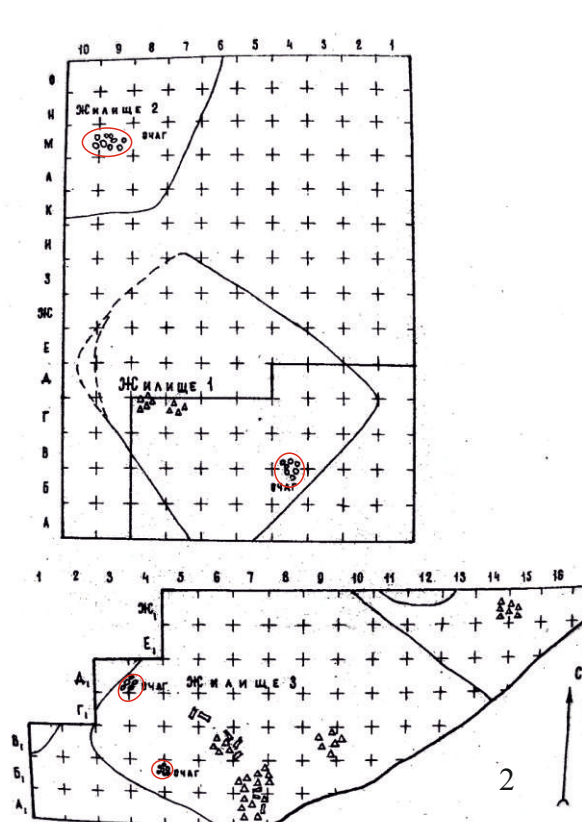 10 9 8 7 6 5 4 3 2 1
О
Н
ЖИЛИЩЕ 2
ОЧАГ
М
Л
К
И
З
Ж
Е
Д
ЖИЛИЩЕ 1
Г
В
Б
ОЧАГ
А
1 2 3 4 5 6 7 8 9 10 11 12 13 14 15 16
Ж₁
Е₁
С
Д₁
ОЧАГ
ЖИЛИЩЕ 3
Г₁
В₁
Б₁
ОЧАГ
2
А₁